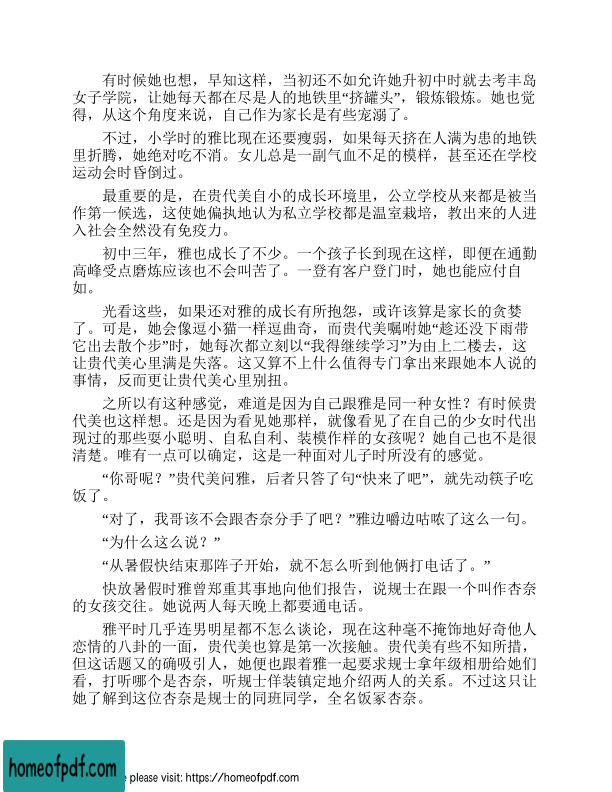 有时候她也想，早知这样，当初还不如允许她升初中时就去考丰岛
女子学院，让她每天都在尽是人的地铁里“挤罐头”，锻炼锻炼。她也觉
得，从这个角度来说，自己作为家长是有些宠溺了。
不过，小学时的雅比现在还要瘦弱，如果每天挤在人满为患的地铁
里折腾，她绝对吃不消。女儿总是一副气血不足的模样，甚至还在学校
运动会时昏倒过。
最重要的是，在贵代美自小的成长环境里，公立学校从来都是被当
作第一候选，这使她偏执地认为私立学校都是温室栽培，教出来的人进
入社会全然没有免疫力。
初中三年，雅也成长了不少。一个孩子长到现在这样，即便在通勤
高峰受点磨炼应该也不会叫苦了。一登有客户登门时，她也能应付自
如。
光看这些，如果还对雅的成长有所抱怨，或许该算是家长的贪婪
了。可是，她会像逗小猫一样逗曲奇，而贵代美嘱咐她“趁还没下雨带
它出去散个步”时，她每次都立刻以“我得继续学习”为由上二楼去，这
让贵代美心里满是失落。这又算不上什么值得专门拿出来跟她本人说的
事情，反而更让贵代美心里别扭。
之所以有这种感觉，难道是因为自己跟雅是同一种女性？有时候贵
代美也这样想。还是因为看见她那样，就像看见了在自己的少女时代出
现过的那些耍小聪明、自私自利、装模作样的女孩呢？她自己也不是很
清楚。唯有一点可以确定，这是一种面对儿子时所没有的感觉。
“你哥呢？”贵代美问雅，后者只答了句“快来了吧”，就先动筷子吃
饭了。
“对了，我哥该不会跟杏奈分手了吧？”雅边嚼边咕哝了这么一句。
“为什么这么说？”
“从暑假快结束那阵子开始，就不怎么听到他俩打电话了。”
快放暑假时雅曾郑重其事地向他们报告，说规士在跟一个叫作杏奈
的女孩交往。她说两人每天晚上都要通电话。
雅平时几乎连男明星都不怎么谈论，现在这种毫不掩饰地好奇他人
恋情的八卦的一面，贵代美也算是第一次接触。贵代美有些不知所措，
但这话题又的确吸引人，她便也跟着雅一起要求规士拿年级相册给她们
看，打听哪个是杏奈，听规士佯装镇定地介绍两人的关系。不过这只让
她了解到这位杏奈是规士的同班同学，全名饭冢杏奈。
homeofpdf.com
please visit: https://homeofpdf.com